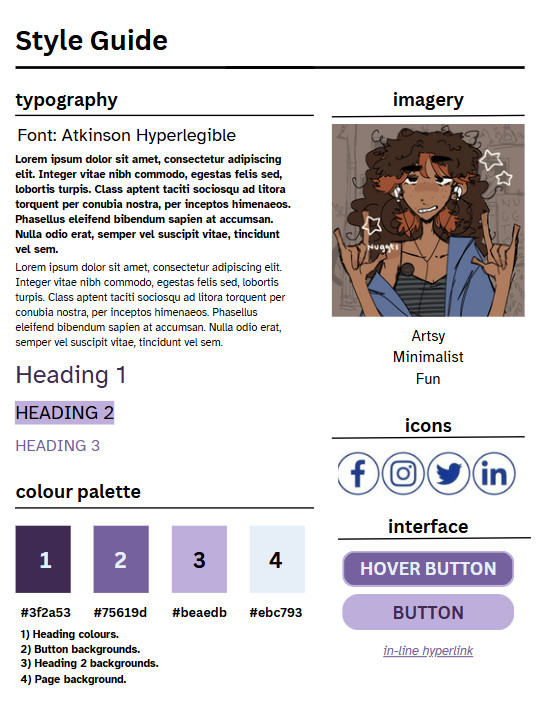 Style Guide
typography
Font: Atkinson Hyperlegible
Lorem ipsum dolor sit amet, consectetur adipiscing
elit. Integer vitae nibh commodo, egestas felis sed,
lobortis turpis. Class aptent taciti sociosqu ad litora
torquent per conubia nostra, per inceptos himenaeos.
Phasellus eleifend bibendum sapien at accumsan.
Nulla odio erat, semper vel suscipit vitae, tincidunt
vel sem.
Lorem ipsum dolor sit amet, consectetur adipiscing elit.
Integer vitae nibh commodo, egestas felis sed, lobortis
turpis. Class aptent taciti sociosqu ad litora torquent per
conubia nostra, per inceptos himenaeos. Phasellus
eleifend bibendum sapien at accumsan. Nulla odio erat,
semper vel suscipit vitae, tincidunt vel sem.
Heading 1
HEADING 2
HEADING 3
colour palette
1 2 3 4
#3f2a53 #75619d #beaedb #ebc793
1) Heading colours.
2) Button backgrounds.
3) Heading 2 backgrounds.
4) Page background.
imagery
Nuggts
Artsy
Minimalist
Fun
icons
f in
interface
HOVER BUTTON
BUTTON
in-line hyperlink